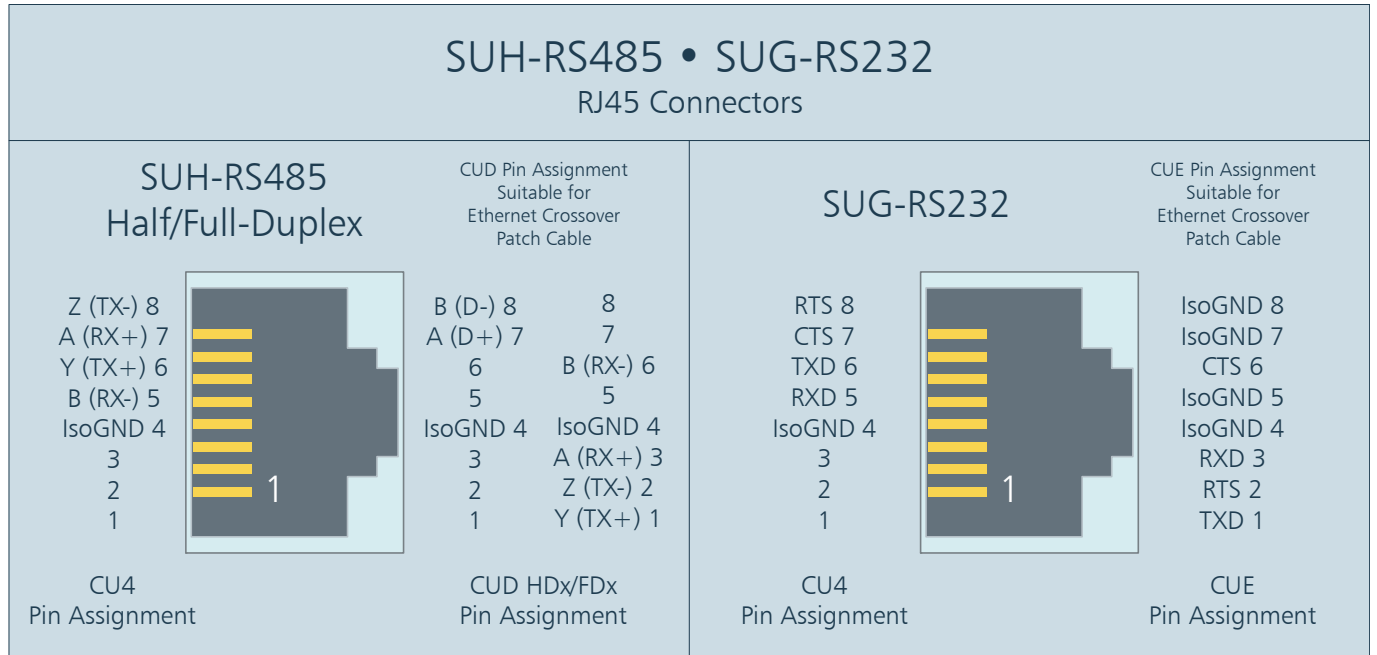 SUH-RS485 • SUG-RS232
RJ45 Connectors
SUH-RS485
Half/Full-Duplex
CUD Pin Assignment
Suitable for
Ethernet Crossover
Patch Cable
Z (TX-) 8
A (RX+) 7
Y (TX+) 6
B (RX-) 5
IsoGND 4
3
2
1
1
B (D-) 8
A (D+) 7
6
5
IsoGND 4
3
2
1
8
7
B (RX-) 6
5
IsoGND 4
A (RX+) 3
Z (TX-) 2
Y (TX+) 1
CU4
Pin Assignment
CUD HDx/FDx
Pin Assignment
SUG-RS232
CUE Pin Assignment
Suitable for
Ethernet Crossover
Patch Cable
RTS 8
CTS 7
TXD 6
RXD 5
IsoGND 4
3
2
1
1
IsoGND 8
IsoGND 7
CTS 6
IsoGND 5
IsoGND 4
RXD 3
RTS 2
TXD 1
CU4
Pin Assignment
CUE
Pin Assignment